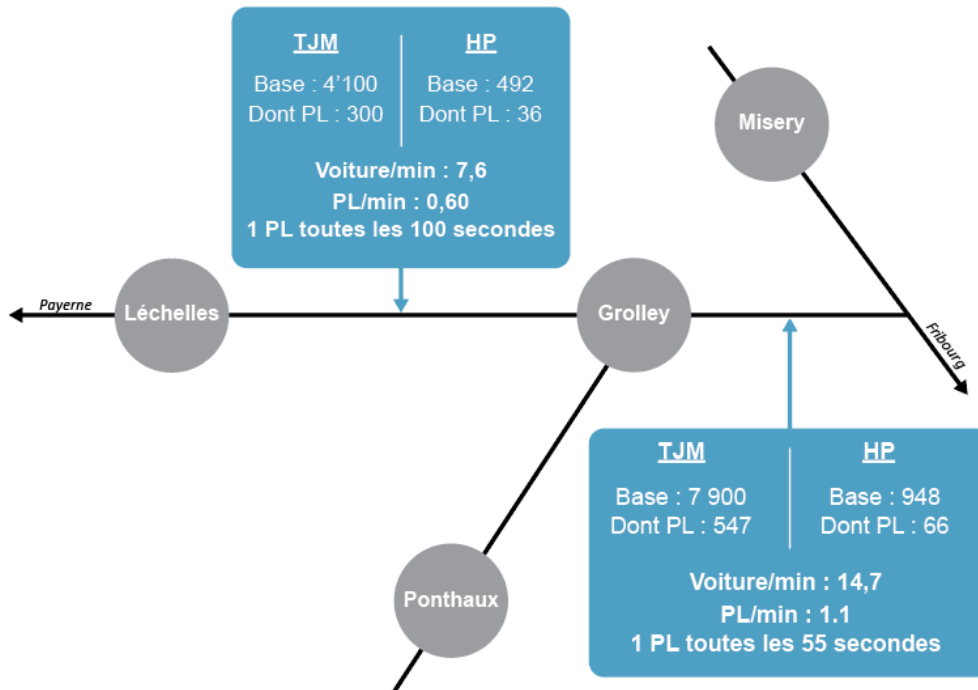 TJM
HP
Base : 4’100
Base : 492
Dont PL : 300
Dont PL : 36
Voiture/min : 7,6
PL/min : 0,60
1 PL toutes les 100 secondes
Misery
Payerne
Léchelles
Grolley
Fribourg
TJM
HP
Base : 7 900
Base : 948
Dont PL : 547
Dont PL : 66
Voiture/min : 14,7
PL/min : 1.1
1 PL toutes les 55 secondes
Ponthaux